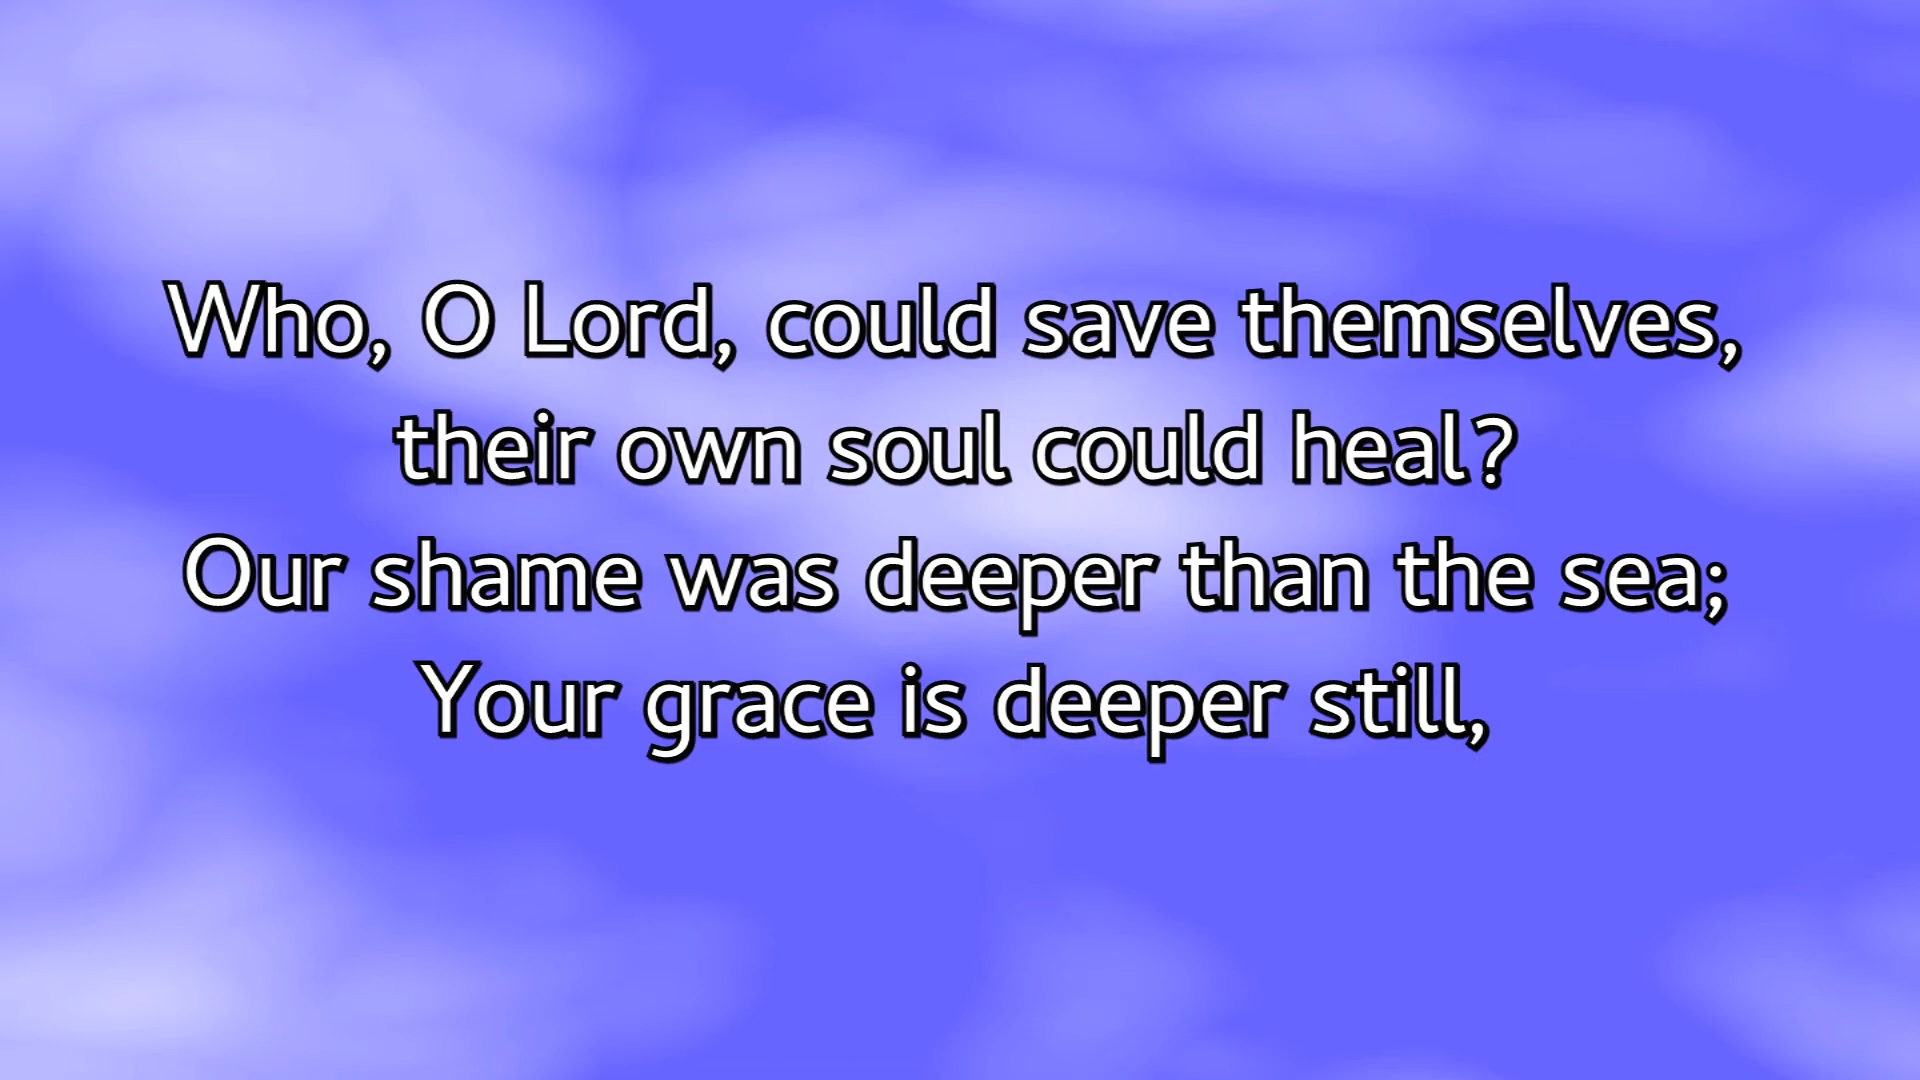 Who, O Lord, could save themselves,
their own soul could heal?
Our shame was deeper than the sea;
Your grace is deeper still,